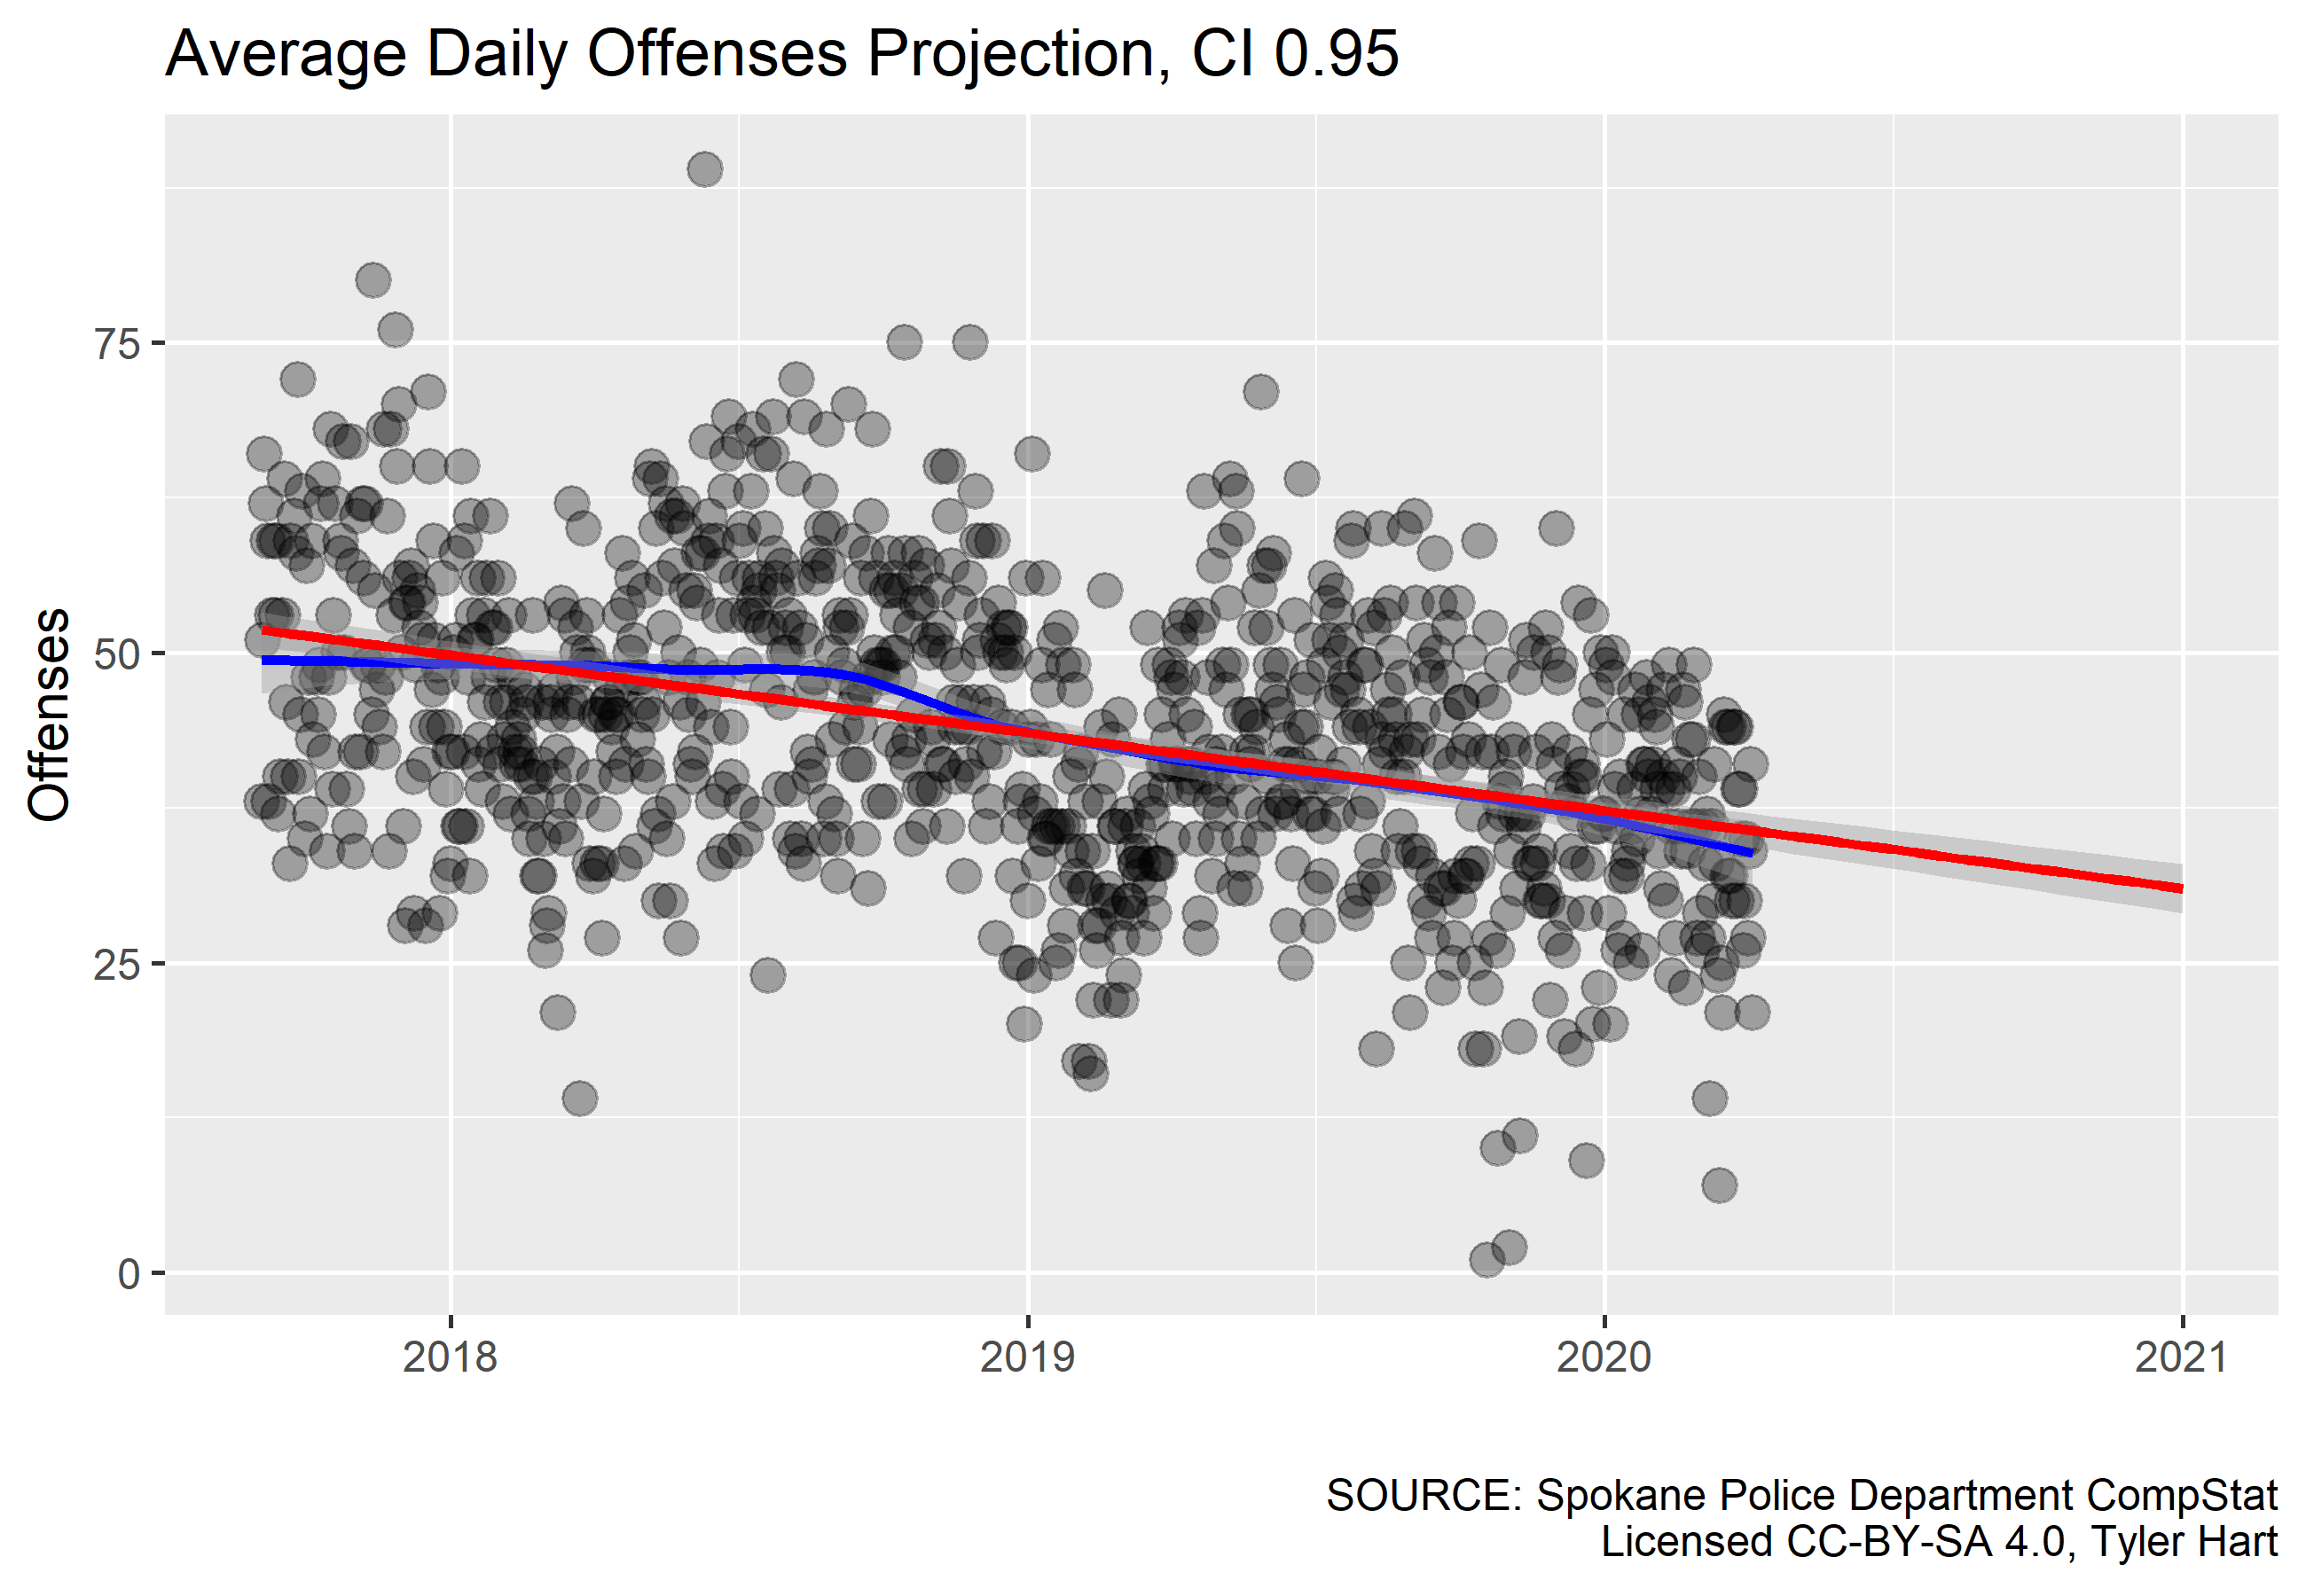 Average Daily Offenses Projection, CI 0.95
Offenses
75
50
25
0
2018
2019
2020
2021
SOURCE: Spokane Police Department CompStat
Licensed CC-BY-SA 4.0, Tyler Hart